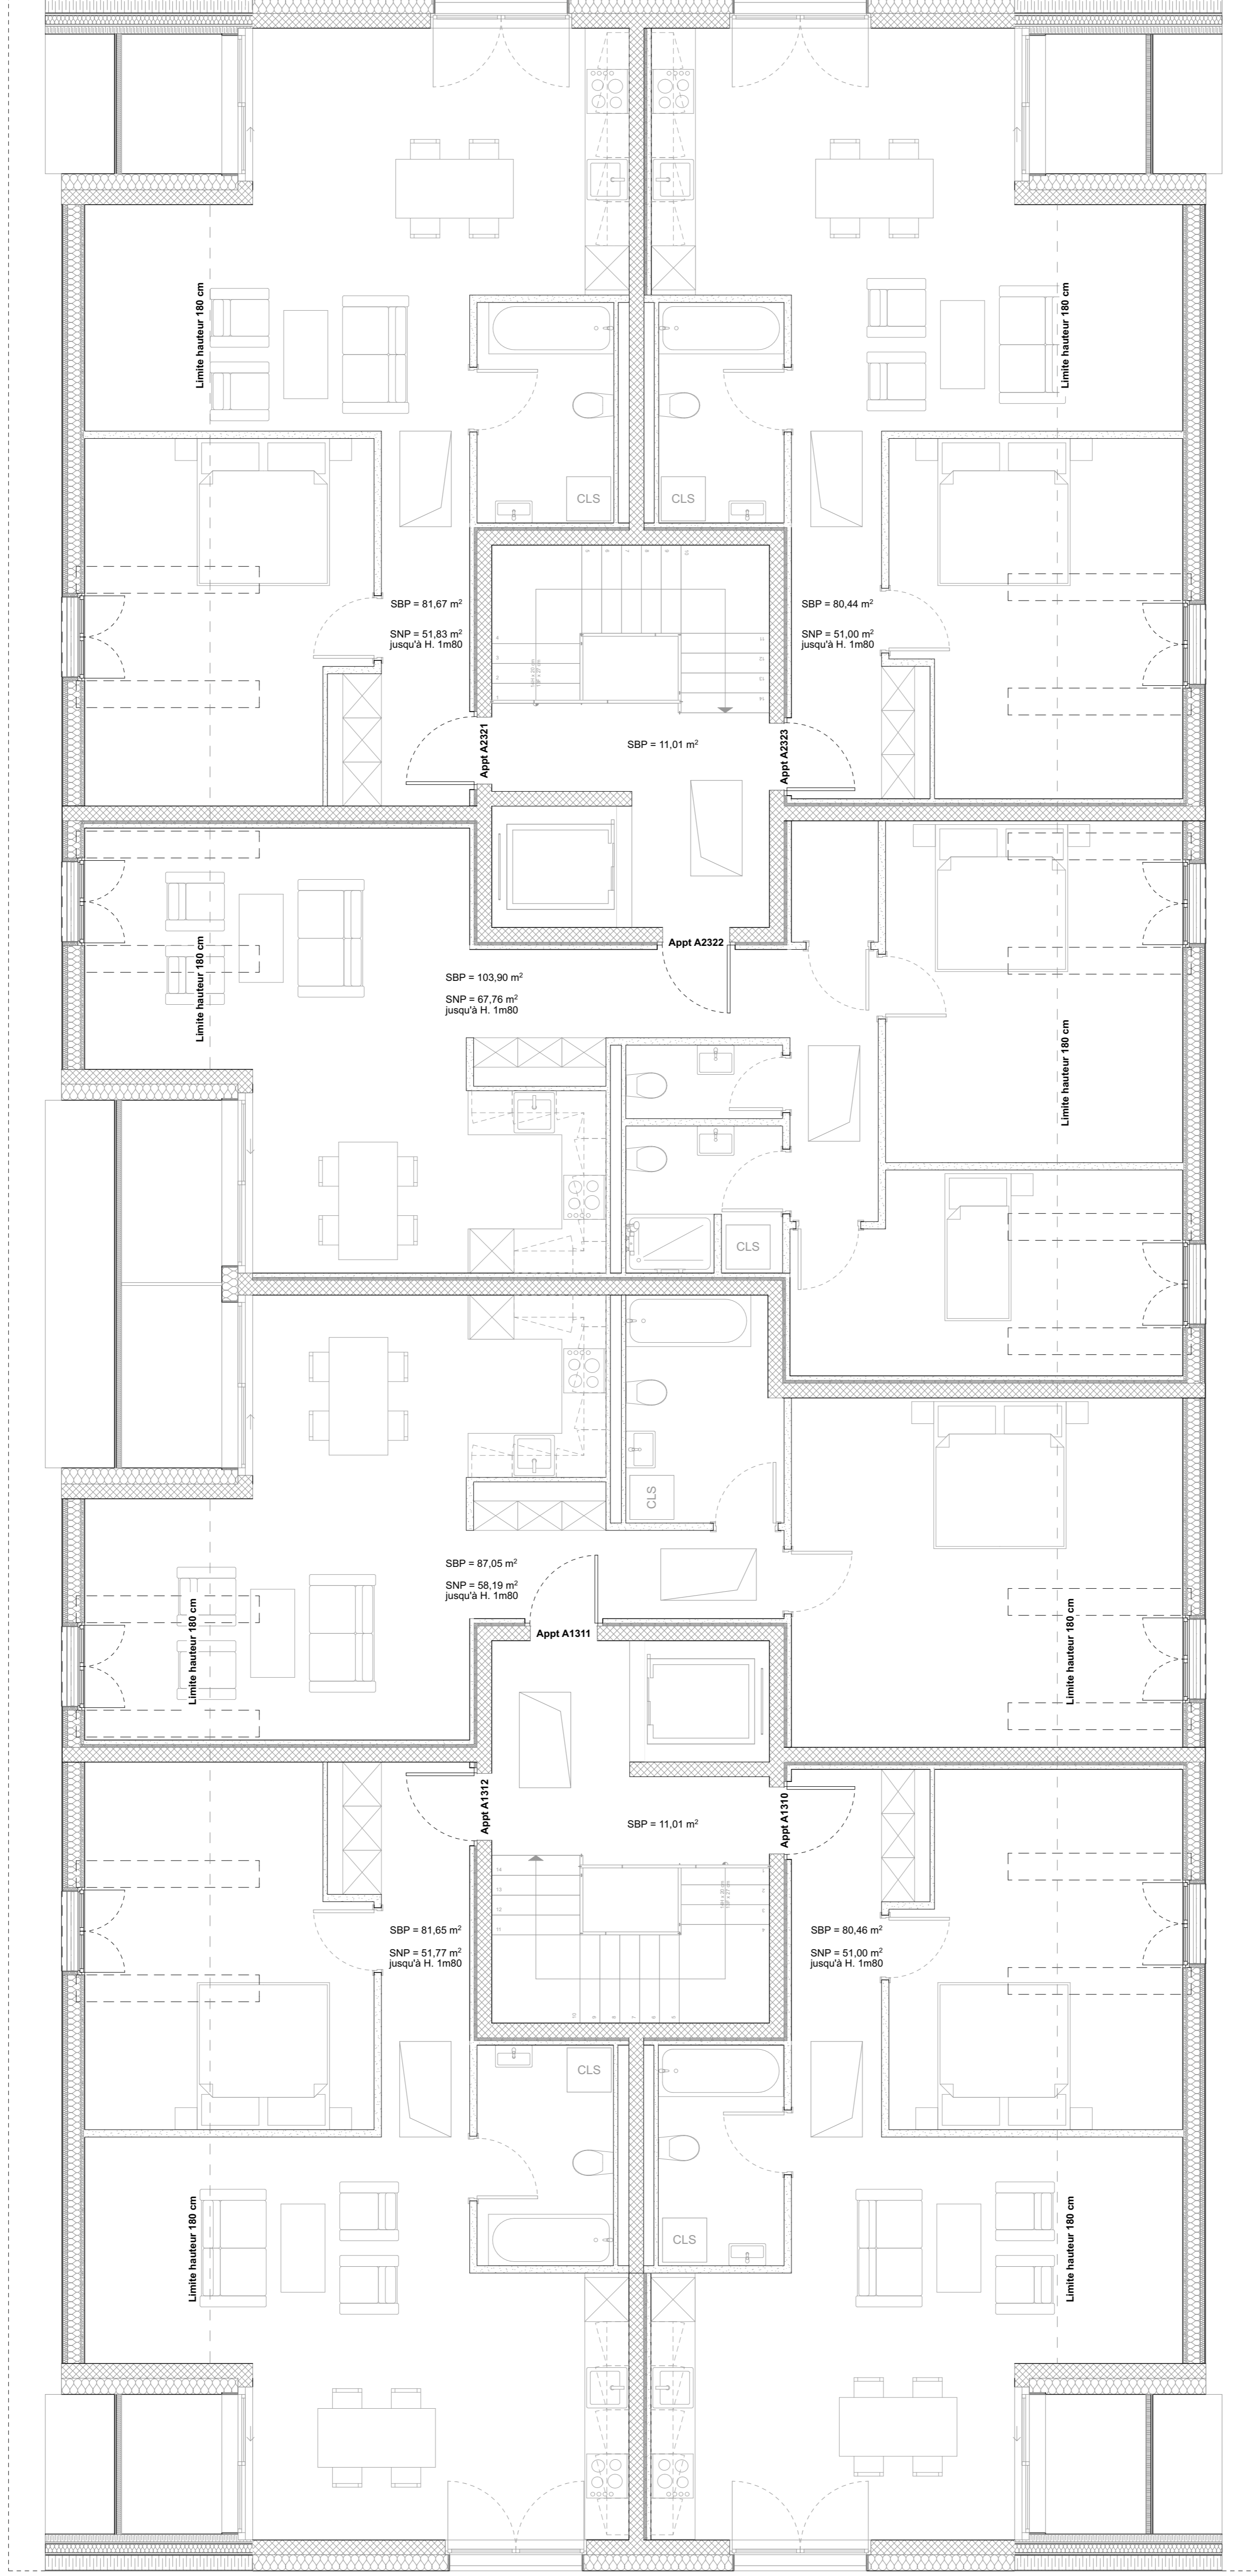 Limite hauteur 180 cm
Limite hauteur 180 cm
CLS
CLS
SBP = 81,67 m²
SNP = 51,83 m²
jusqu'à H. 1m80
SBP = 80,44 m²
SNP = 51,00 m²
jusqu'à H. 1m80
Appt A2321
SBP = 11,01 m²
Appt A2323
Appt A2322
Limite hauteur 180 cm
SBP = 103,90 m²
SNP = 67,76 m²
jusqu'à H. 1m80
Limite hauteur 180 cm
CLS
CLS
SBP = 87,05 m²
SNP = 58,19 m²
jusqu'à H. 1m80
Limite hauteur 180 cm
Appt A1311
Limite hauteur 180 cm
Appt A1312
SBP = 11,01 m²
Appt A1310
SBP = 81,65 m²
SNP = 51,77 m²
jusqu'à H. 1m80
SBP = 80,46 m²
SNP = 51,00 m²
jusqu'à H. 1m80
CLS
Limite hauteur 180 cm
CLS
Limite hauteur 180 cm